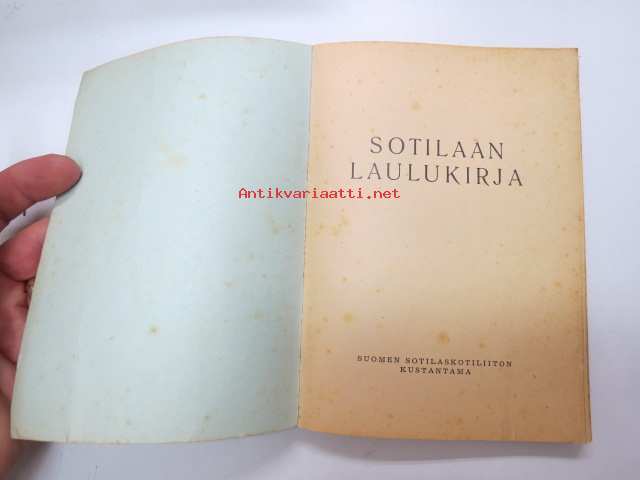 SOTILAAN
LAULUKIRJA
Antikvariaatti.net
SUOMEN SOTILASKOTILIITON
KUSTANTAMA